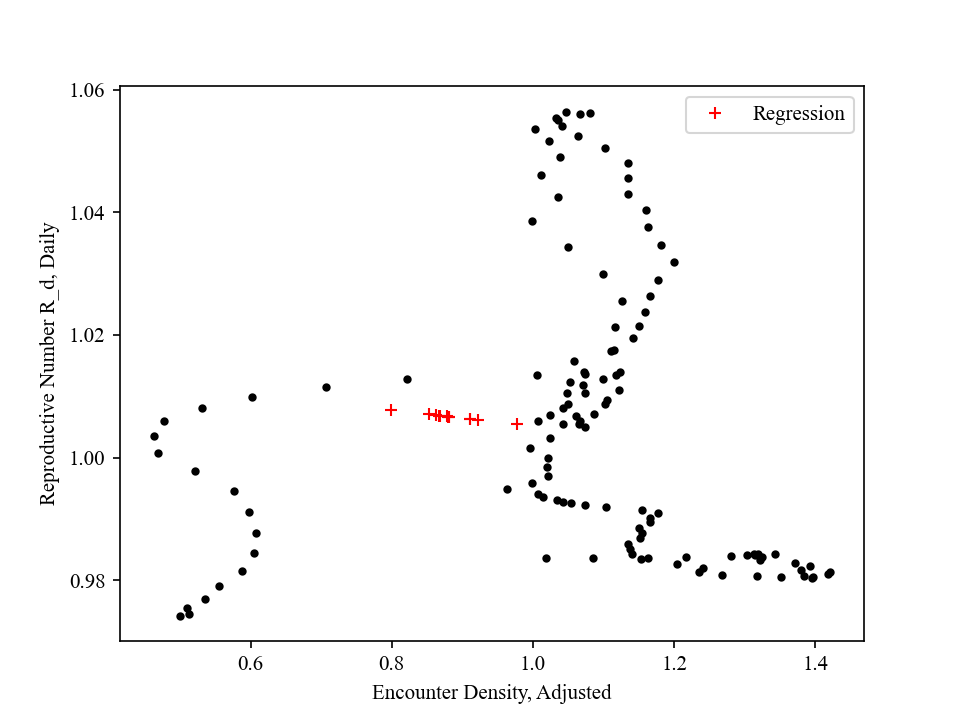 1.06
Regression
1.04
1.02
1.00
0.98
Reproductive Number R_d, Daily
0.6 0.8 1.0 1.2 1.4
Encounter Density, Adjusted